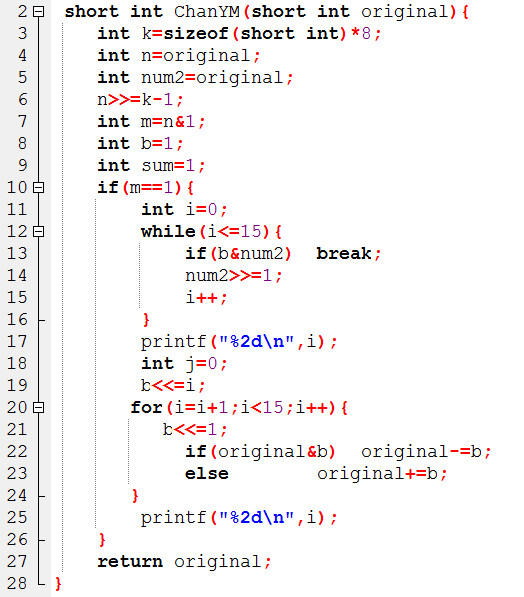 2 short int ChanYM(short int original){
3 int k=sizeof(short int)*8;
4 int n=original;
5 int num2=original;
6 n>>=k-1;
7 int m=n&1;
8 int b=1;
9 int sum=1;
10 if(m==1){
11 int i=0;
12 while(i<=15){
13 if(b&num2)  break;
14 num2>>=1;
15 i++;
16 }
17 printf("%2d\n",i);
18 int j=0;
19 b<<=i;
20 for(i=i+1;i<15;i++){
21 b<<=1;
22 if(original&b)  original-=b;
23 else        original+=b;
24 }
25 printf("%2d\n",i);
26 }
27 return original;
28 }